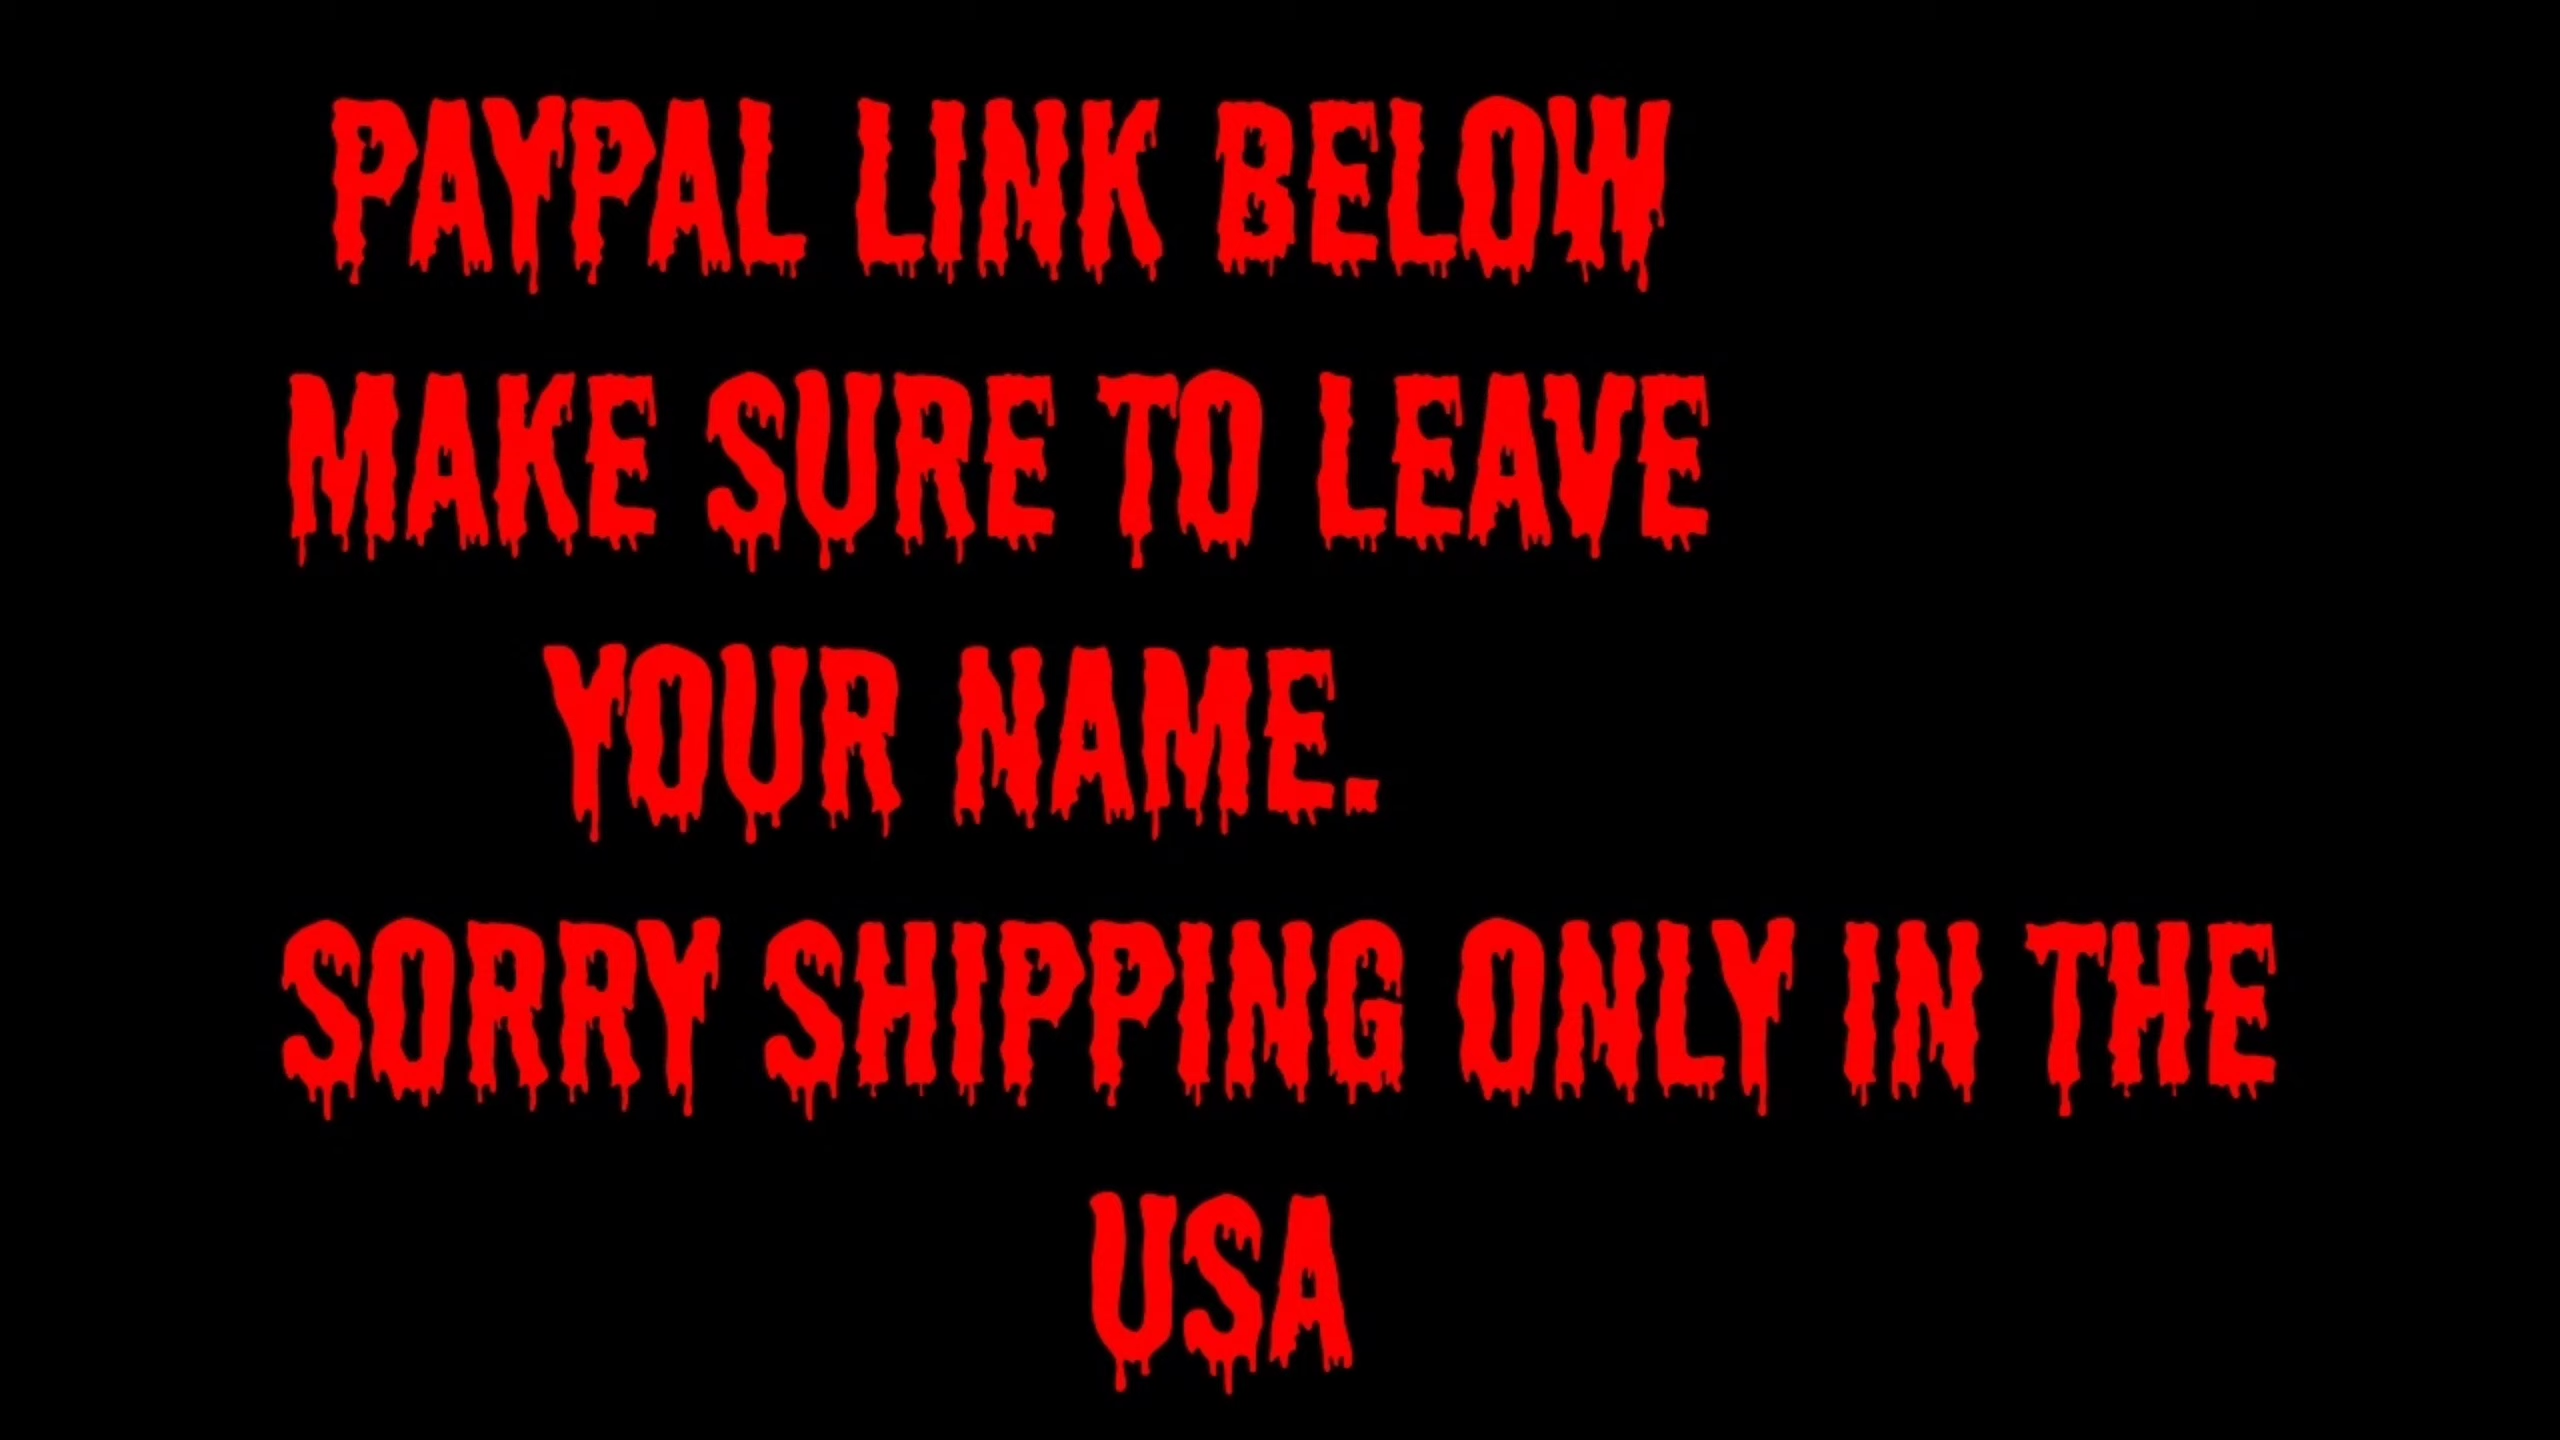 PAYPAL LINK BELOW
MAKE SURE TO LEAVE
YOUR NAME.
SORRY SHIPPING ONLY IN THE
USA